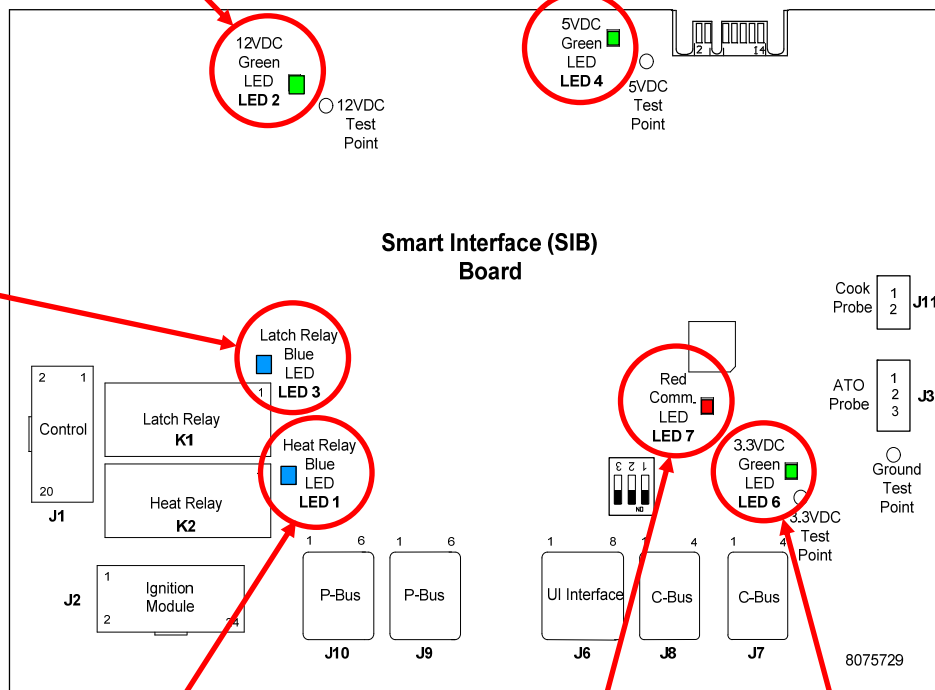 12VDC
Green
LED
LED 2
12VDC
Test
Point
5VDC
Green
LED
LED 4
5VDC
Test
Point
2 14
Smart Interface (SIB)
Board
Cook
Probe
1
2
J11
ATO
Probe
1
2
3
J3
Ground
Test
Point
Latch Relay
Blue
LED
LED 3
2 1
Control
20
J1
1
Latch Relay
K1
Heat Relay
Blue
LED
LED 1
Heat Relay
K2
Red
Comm.
LED
LED 7
3.3VDC
Green
LED
LED 6
3.3VDC
Test
Point
3 2 1
ON
J2
1
2
Ignition
Module
24
1 6
P-Bus
J10
1 6
P-Bus
J9
1 8
UI Interface
J6
1 4
C-Bus
J8
1 4
C-Bus
J7
8075729